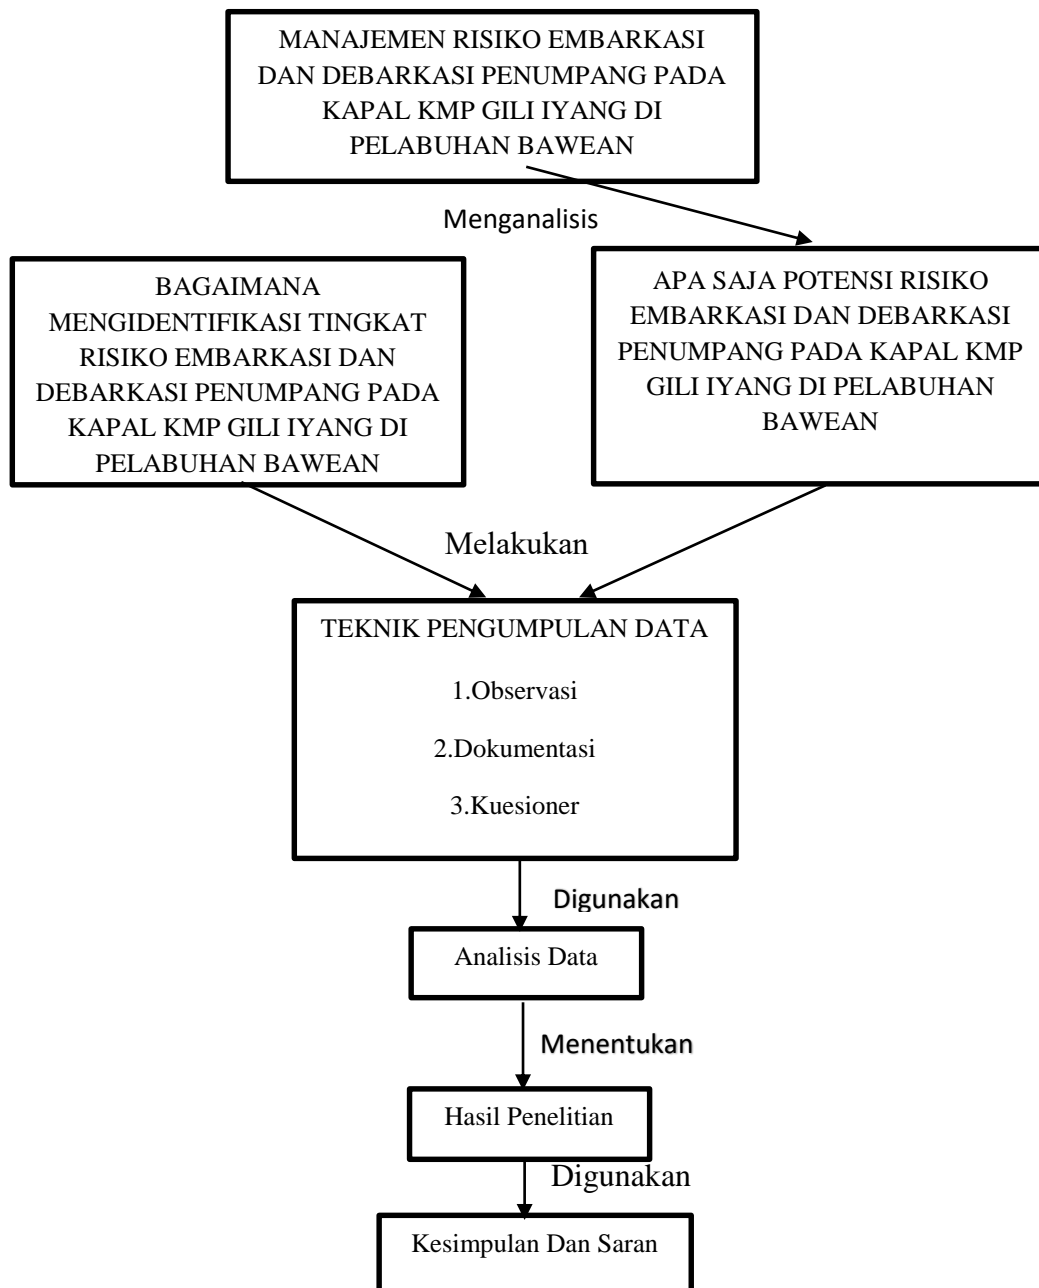 MANAJEMEN RISIKO EMBARKASI
DAN DEBARKASI PENUMPANG PADA
KAPAL KMP GILI IYANG DI
PELABUHAN BAWEAN
Menganalisis
BAGAIMANA
MENGIDENTIFIKASI TINGKAT
RISIKO EMBARKASI DAN
DEBARKASI PENUMPANG PADA
KAPAL KMP GILI IYANG DI
PELABUHAN BAWEAN
APA SAJA POTENSI RISIKO
EMBARKASI DAN DEBARKASI
PENUMPANG PADA KAPAL KMP
GILI IYANG DI PELABUHAN
BAWEAN
Melakukan
TEKNIK PENGUMPULAN DATA
1.Observasi
2.Dokumentasi
3.Kuesioner
Digunakan
Analisis Data
Menentukan
Hasil Penelitian
Digunakan
Kesimpulan Dan Saran